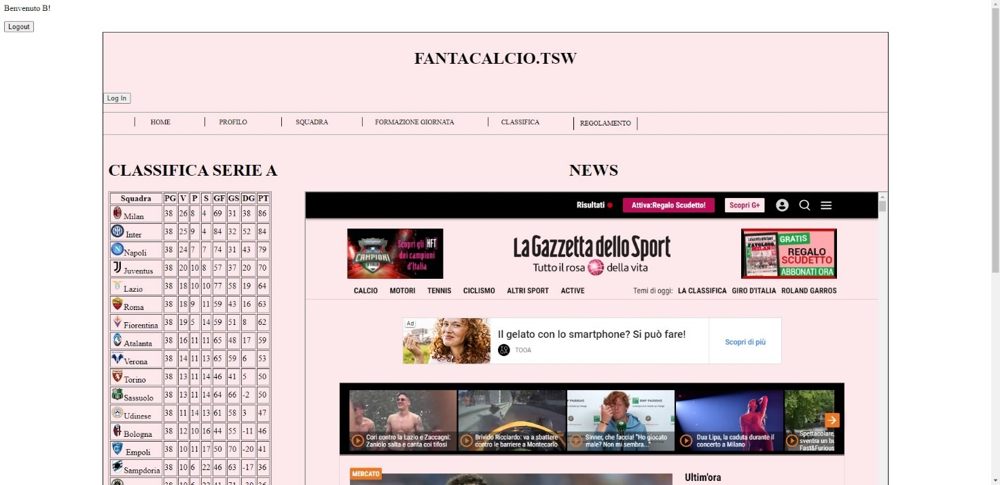 Benvenuto B!
Logout
FANTACALCIO.TSW
Log In
HOME PROFILO SQUADRA FORMAZIONE GIORNATA CLASSIFICA REGOLAMENTO
CLASSIFICA SERIE A
Squadra PG V P S GF GS DG PT
Milan 38 26 8 4 69 31 38 86
Inter 38 25 9 4 84 32 52 84
Napoli 38 24 7 7 74 31 43 79
Juventus 38 20 10 8 57 37 20 70
Lazio 38 18 10 10 77 58 19 64
Roma 38 18 9 11 59 43 16 63
Fiorentina 38 19 5 14 59 51 8 62
Atalanta 38 16 11 11 65 48 17 59
Verona 38 14 11 13 65 59 6 53
Torino 38 13 11 14 46 41 5 50
Sassuolo 38 13 11 14 64 66 -2 50
Udinese 38 11 14 13 61 58 3 47
Bologna 38 12 10 16 44 55 -11 46
Empoli 38 10 11 17 50 70 -20 41
Sampdoria 38 10 6 22 46 63 -17 36
NEWS
Risultati Attiva:Regalo Scudetto! Scopri G+
Scopri gli NFT
dei campioni
d'Italia
CAMPIONI
La Gazzetta dello Sport
Tutto il rosa della vita
GRATIS
REGALO
SCUDETTO
ABBONATI ORA
CALCIO MOTORI TENNIS CICLISMO ALTRI SPORT ACTIVE
Temi di oggi: LA CLASSIFICA GIRO D'ITALIA ROLAND GARROS
Ad
Il gelato con lo smartphone? Si può fare!
TOOA
Scopri di più
Cori contro la Lazio e Zaccagni:
Zaniolo salta e canta coi tifosi
Brivido Ricciardo: va a sbattere
contro le barriere a Montecarlo
BNP PARIBAS
Sinner, che faccia! "Ho giocato
male? Non mi sembra..."
Dua Lipa, la caduta durante il
concerto a Milano
Spettacolare,
sventra un bu
Fast&Furious
MERCATO
Ultim'ora